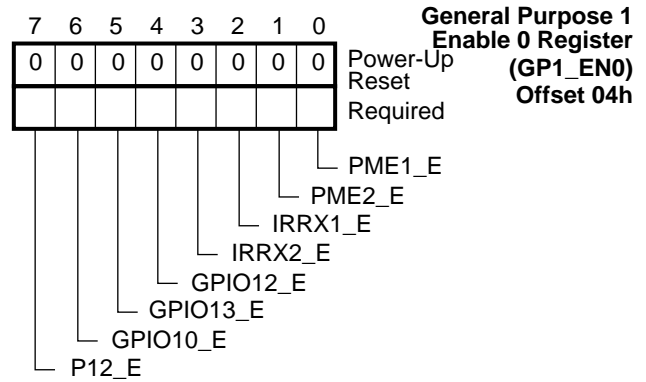 General Purpose 1
Enable 0 Register
(GP1_EN0)
Offset 04h
7 6 5 4 3 2 1 0
0 0 0 0 0 0 0 0 Power-Up
Reset
Required
PME1_E
PME2_E
IRRX1_E
IRRX2_E
GPIO12_E
GPIO13_E
GPIO10_E
P12_E